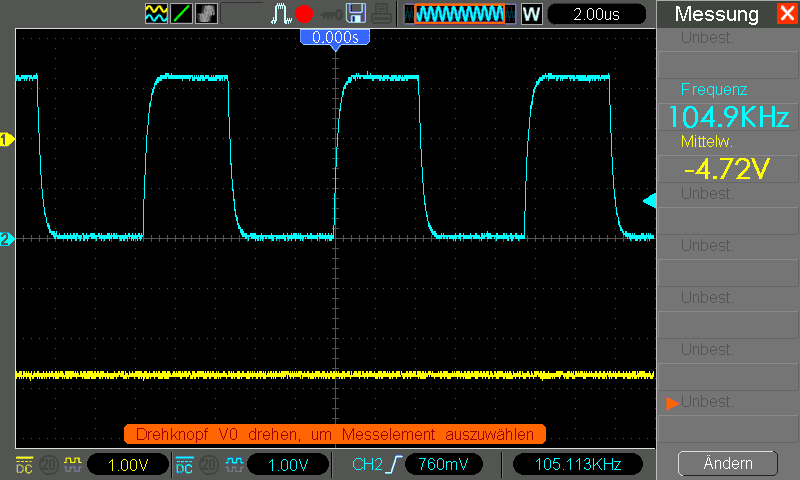 W 2.00us
0.000s
Messung
Unbest.
Frequenz
104.9KHz
Mittelw.
-4.72V
Unbest.
Unbest.
Unbest.
Unbest.
Unbest.
Ändern
1
2
Drehknopf V0 drehen, um Messelement auszuwählen
DC 20 1.00V DC 20 1.00V CH2 760mV 105.113KHz